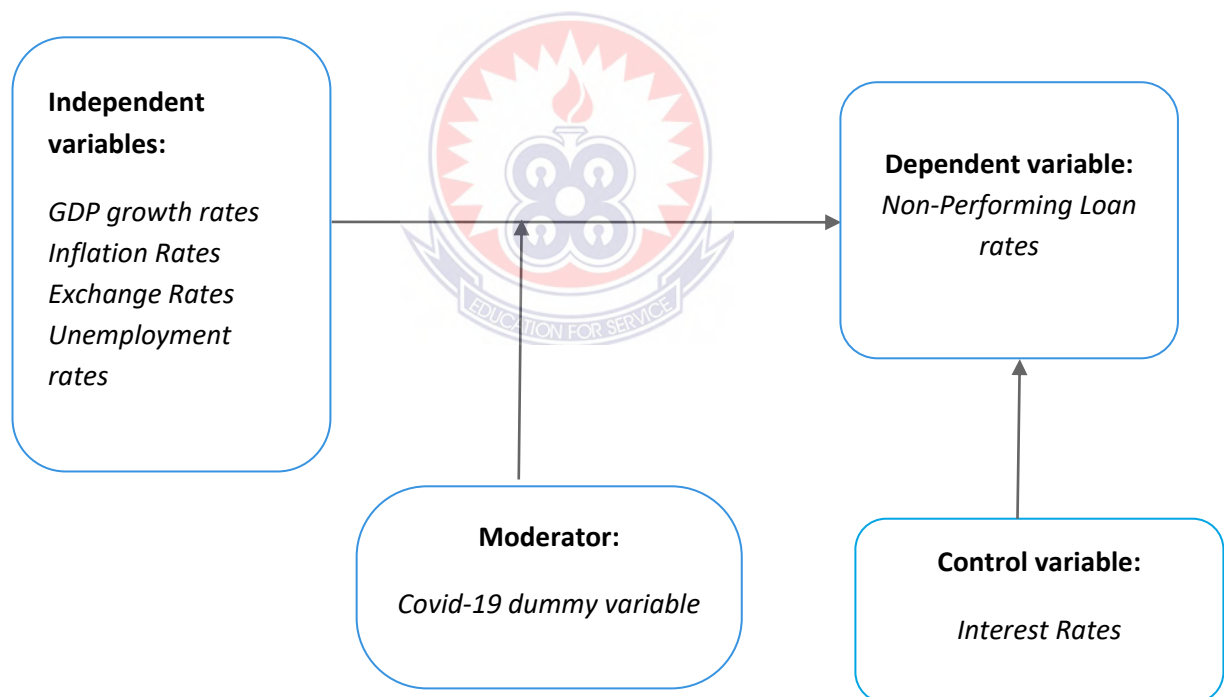 Independent
variables:
GDP growth rates
Inflation Rates
Exchange Rates
Unemployment
rates
Dependent variable:
Non-Performing Loan
rates
EDUCATION FOR SERVICE
Moderator:
Covid-19 dummy variable
Control variable:
Interest Rates